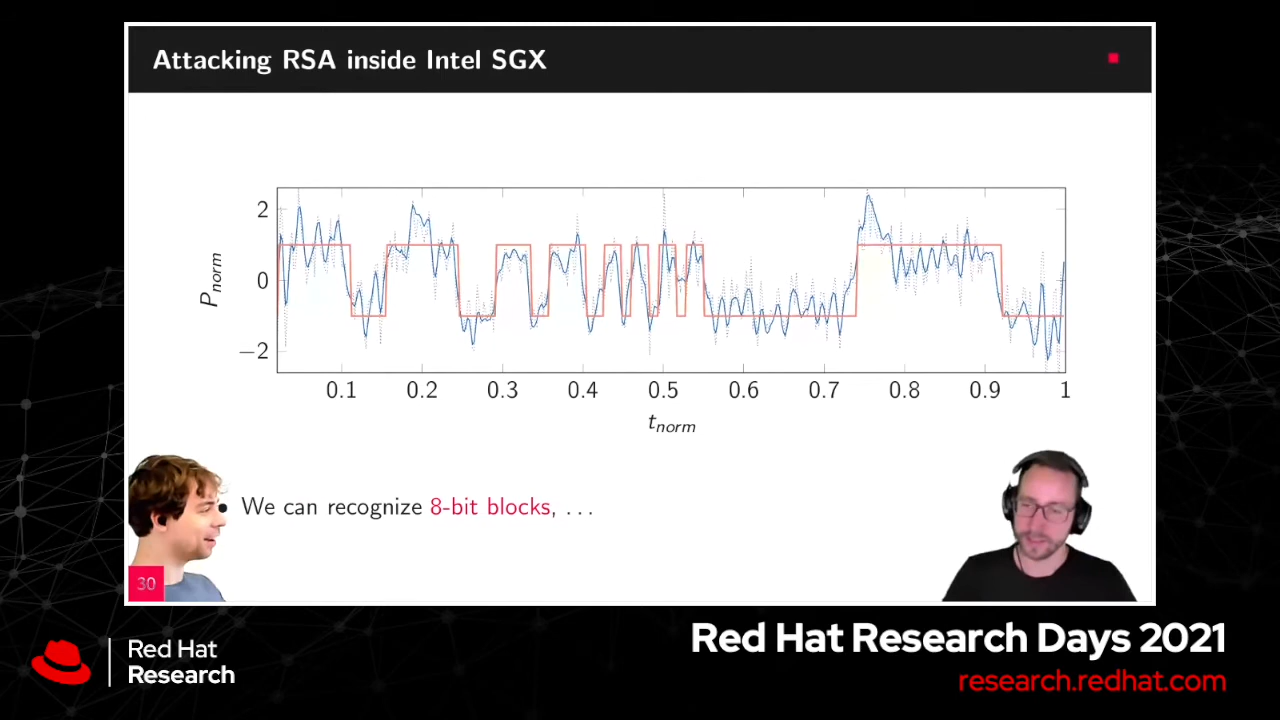 Attacking RSA inside Intel SGX
P_norm
2
0
−2
0.1 0.2 0.3 0.4 0.5 0.6 0.7 0.8 0.9 1
t_norm
We can recognize 8-bit blocks, . . .
30
Red Hat
Research
Red Hat Research Days 2021
research.redhat.com